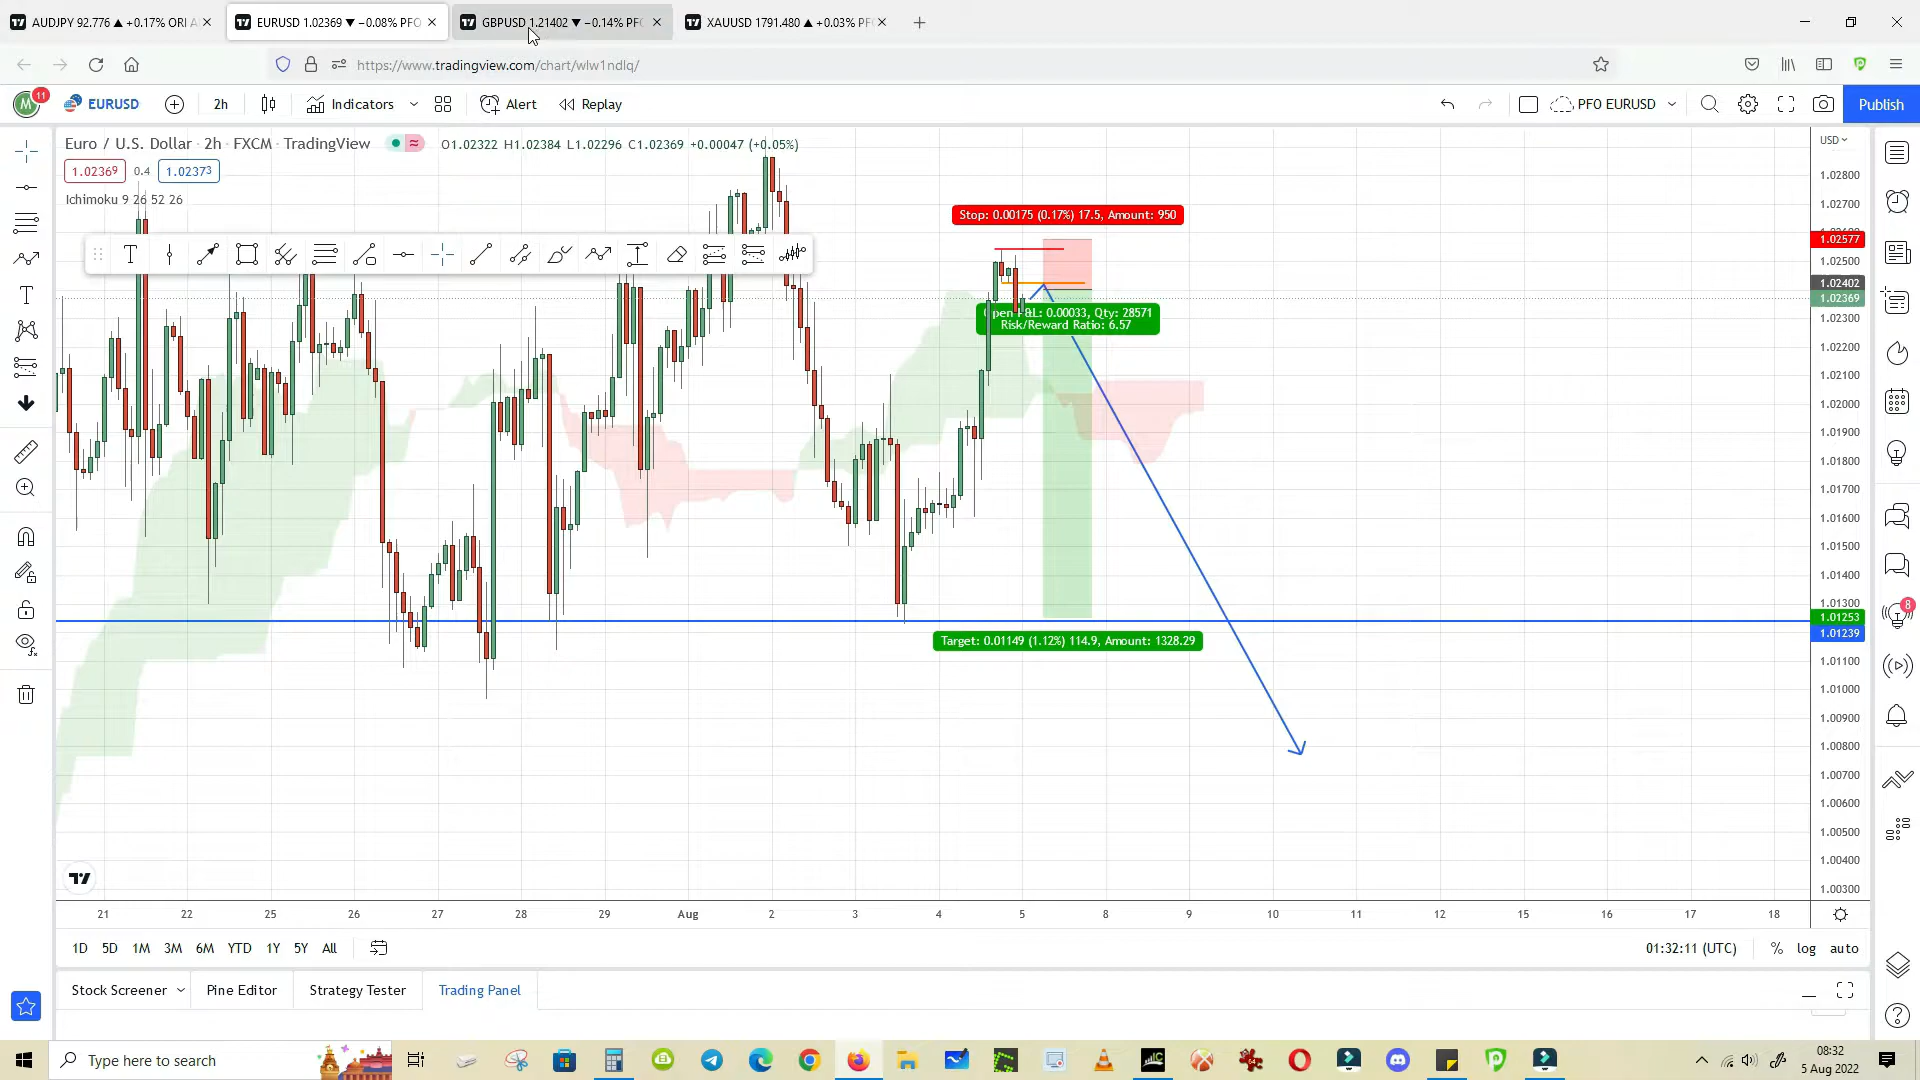 AUDJPY 92.776 ▲ +0.17% ORI A
EURUSD 1.02369 ▼ −0.08% PFO
GBPUSD 1.21402 ▼ −0.14% PFO
XAUUSD 1791.480 ▲ +0.03% PF
https://www.tradingview.com/chart/wlw1ndlq/
M
11
EURUSD
2h
Indicators
Alert
Replay
PFO EURUSD
Publish
Euro / U.S. Dollar · 2h · FXCM · TradingView
O1.02322 H1.02384 L1.02296 C1.02369 +0.00047 (+0.05%)
1.02369
0.4
1.02373
Ichimoku 9 26 52 26
USD
Stop: 0.00175 (0.17%) 17.5, Amount: 950
Open P&L: 0.00033, Qty: 28571
Risk/Reward Ratio: 6.57
Target: 0.01149 (1.12%) 114.9, Amount: 1328.29
1.02800
1.02700
1.02577
1.02500
1.02402
1.02369
1.02300
1.02200
1.02100
1.02000
1.01900
1.01800
1.01700
1.01600
1.01500
1.01400
1.01300
1.01253
1.01239
1.01100
1.01000
1.00900
1.00800
1.00700
1.00600
1.00500
1.00400
1.00300
8
21 22 25 26 27 28 29 Aug 2 3 4 5 8 9 10 11 12 15 16 17 18
1D 5D 1M 3M 6M YTD 1Y 5Y All
01:32:11 (UTC)
% log auto
Stock Screener
Pine Editor
Strategy Tester
Trading Panel
Type here to search
08:32
5 Aug 2022